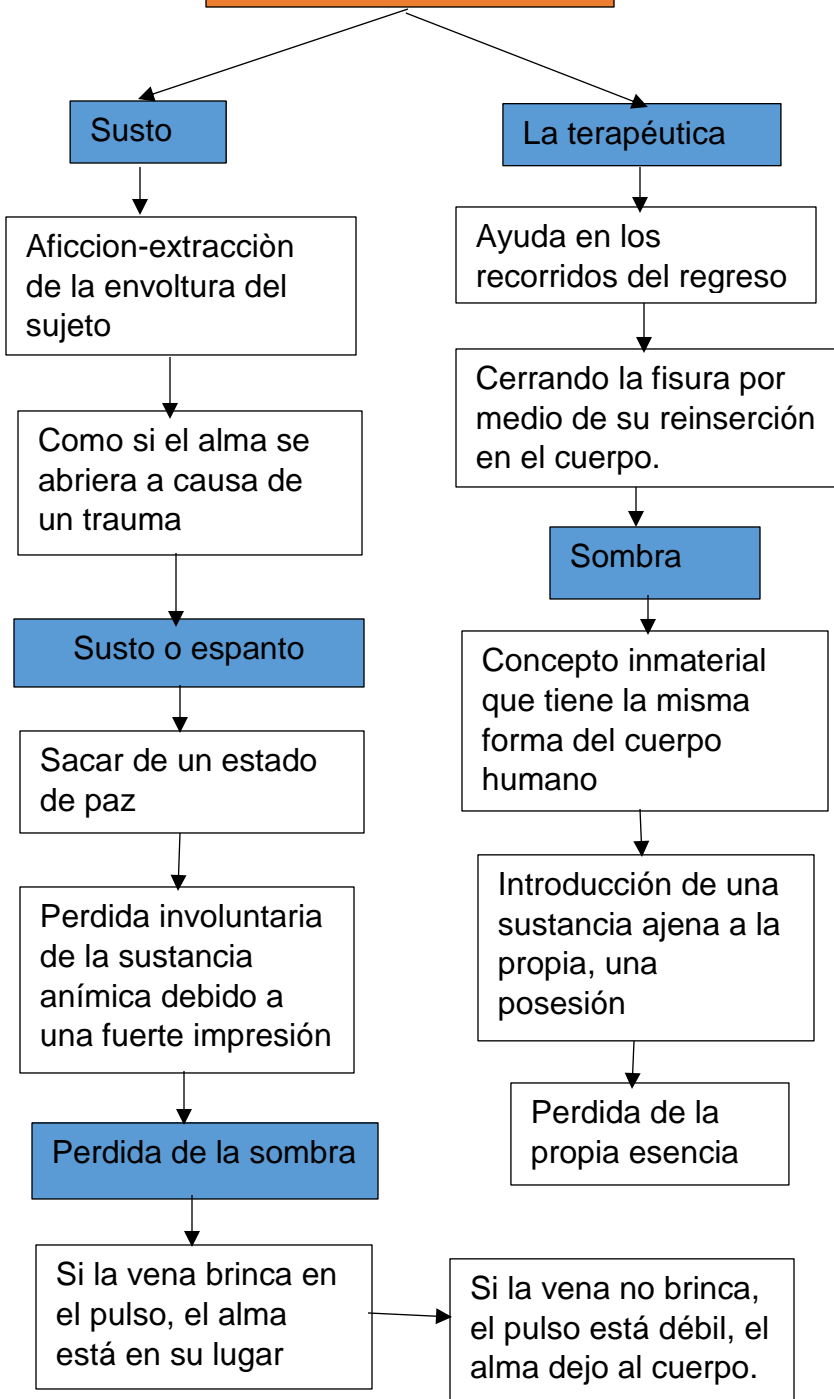 Susto
Aficcion-extracciòn
de la envoltura del
sujeto
Como si el alma se
abriera a causa de
un trauma
Susto o espanto
Sacar de un estado
de paz
Perdida involuntaria
de la sustancia
anímica debido a
una fuerte impresión
Perdida de la sombra
Si la vena brinca en
el pulso, el alma
está en su lugar
Si la vena no brinca,
el pulso está débil, el
alma dejo al cuerpo.
La terapéutica
Ayuda en los
recorridos del regreso
Cerrando la fisura por
medio de su reinserción
en el cuerpo.
Sombra
Concepto inmaterial
que tiene la misma
forma del cuerpo
humano
Introducción de una
sustancia ajena a la
propia, una
posesión
Perdida de la
propia esencia